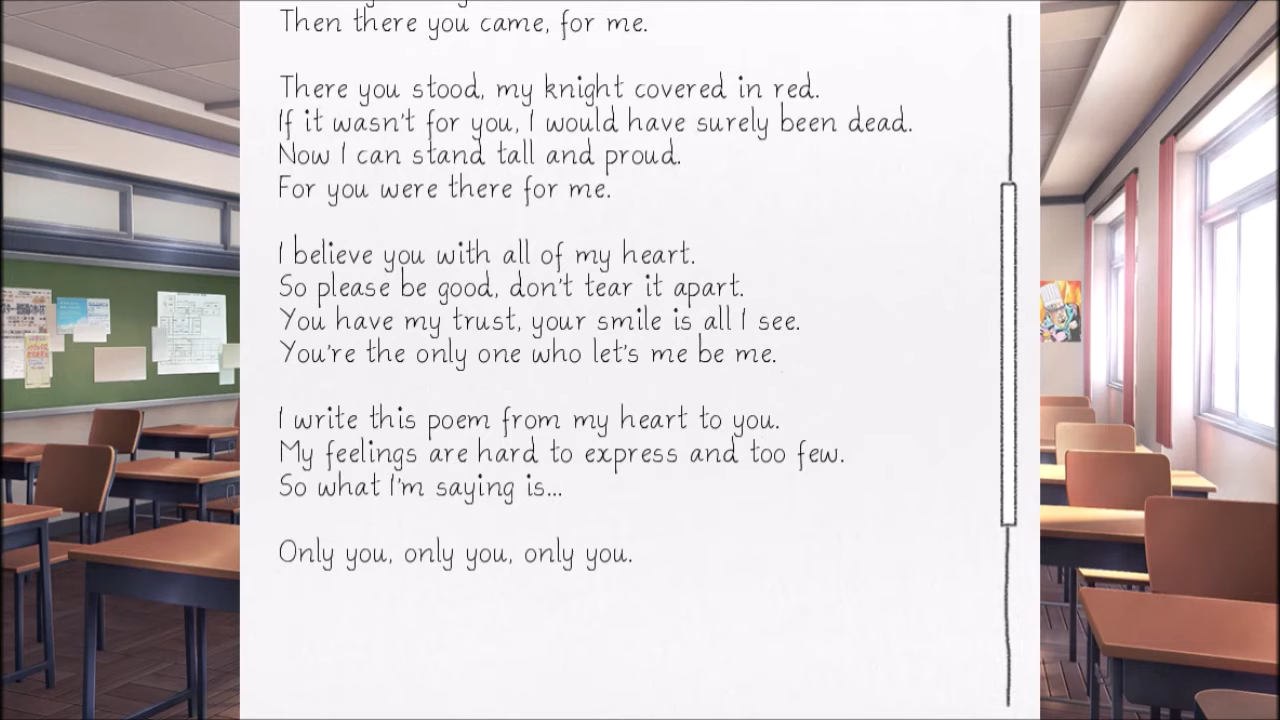 Then there you came, for me.
There you stood, my knight covered in red.
If it wasn't for you, I would have surely been dead.
Now I can stand tall and proud.
For you were there for me.
I believe you with all of my heart.
So please be good, don't tear it apart.
You have my trust, your smile is all I see.
You're the only one who let's me be me.
I write this poem from my heart to you.
My feelings are hard to express and too few.
So what I'm saying is...
Only you, only you, only you.